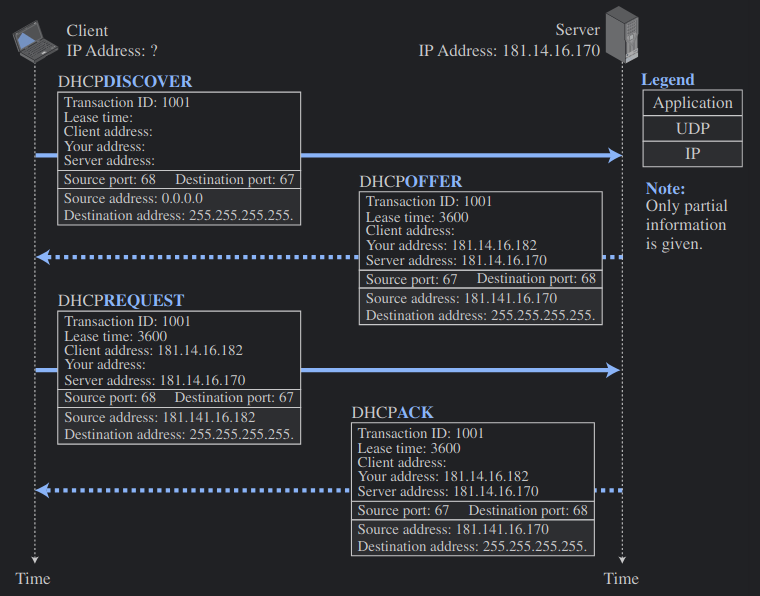 Client
IP Address: ?
Server
IP Address: 181.14.16.170
DHCPDISCOVER
Transaction ID: 1001
Lease time:
Client address:
Your address:
Server address:
Source port: 68 Destination port: 67
Source address: 0.0.0.0
Destination address: 255.255.255.255.
Legend
Application
UDP
IP
Note:
Only partial
information
is given.
DHCPOFFER
Transaction ID: 1001
Lease time: 3600
Client address:
Your address: 181.14.16.182
Server address: 181.14.16.170
Source port: 67 Destination port: 68
Source address: 181.141.16.170
Destination address: 255.255.255.255.
DHCPREQUEST
Transaction ID: 1001
Lease time: 3600
Client address: 181.14.16.182
Your address:
Server address: 181.14.16.170
Source port: 68 Destination port: 67
Source address: 181.141.16.182
Destination address: 255.255.255.255.
DHCPACK
Transaction ID: 1001
Lease time: 3600
Client address:
Your address: 181.14.16.182
Server address: 181.14.16.170
Source port: 67 Destination port: 68
Source address: 181.141.16.170
Destination address: 255.255.255.255.
Time
Time